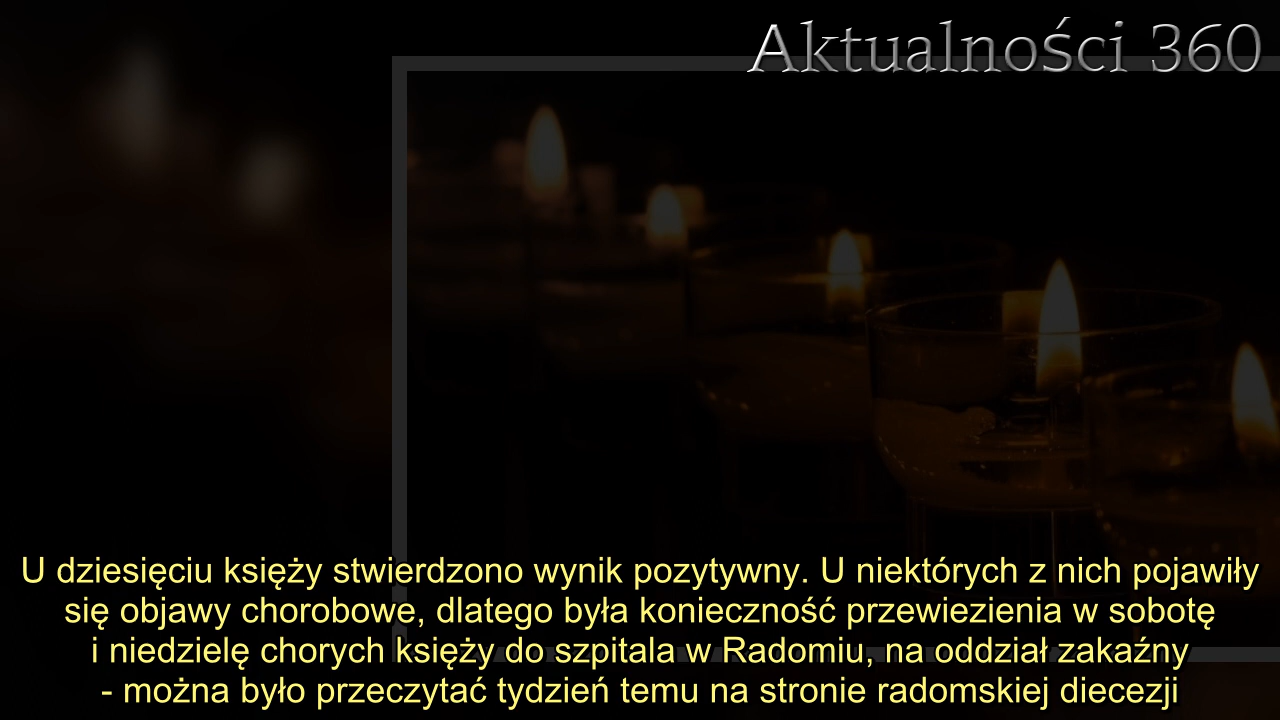 Aktualności 360
U dziesięciu księży stwierdzono wynik pozytywny. U niektórych z nich pojawiły
się objawy chorobowe, dlatego była konieczność przewiezienia w sobotę
i niedzielę chorych księży do szpitala w Radomiu, na oddział zakaźny
- można było przeczytać tydzień temu na stronie radomskiej diecezji